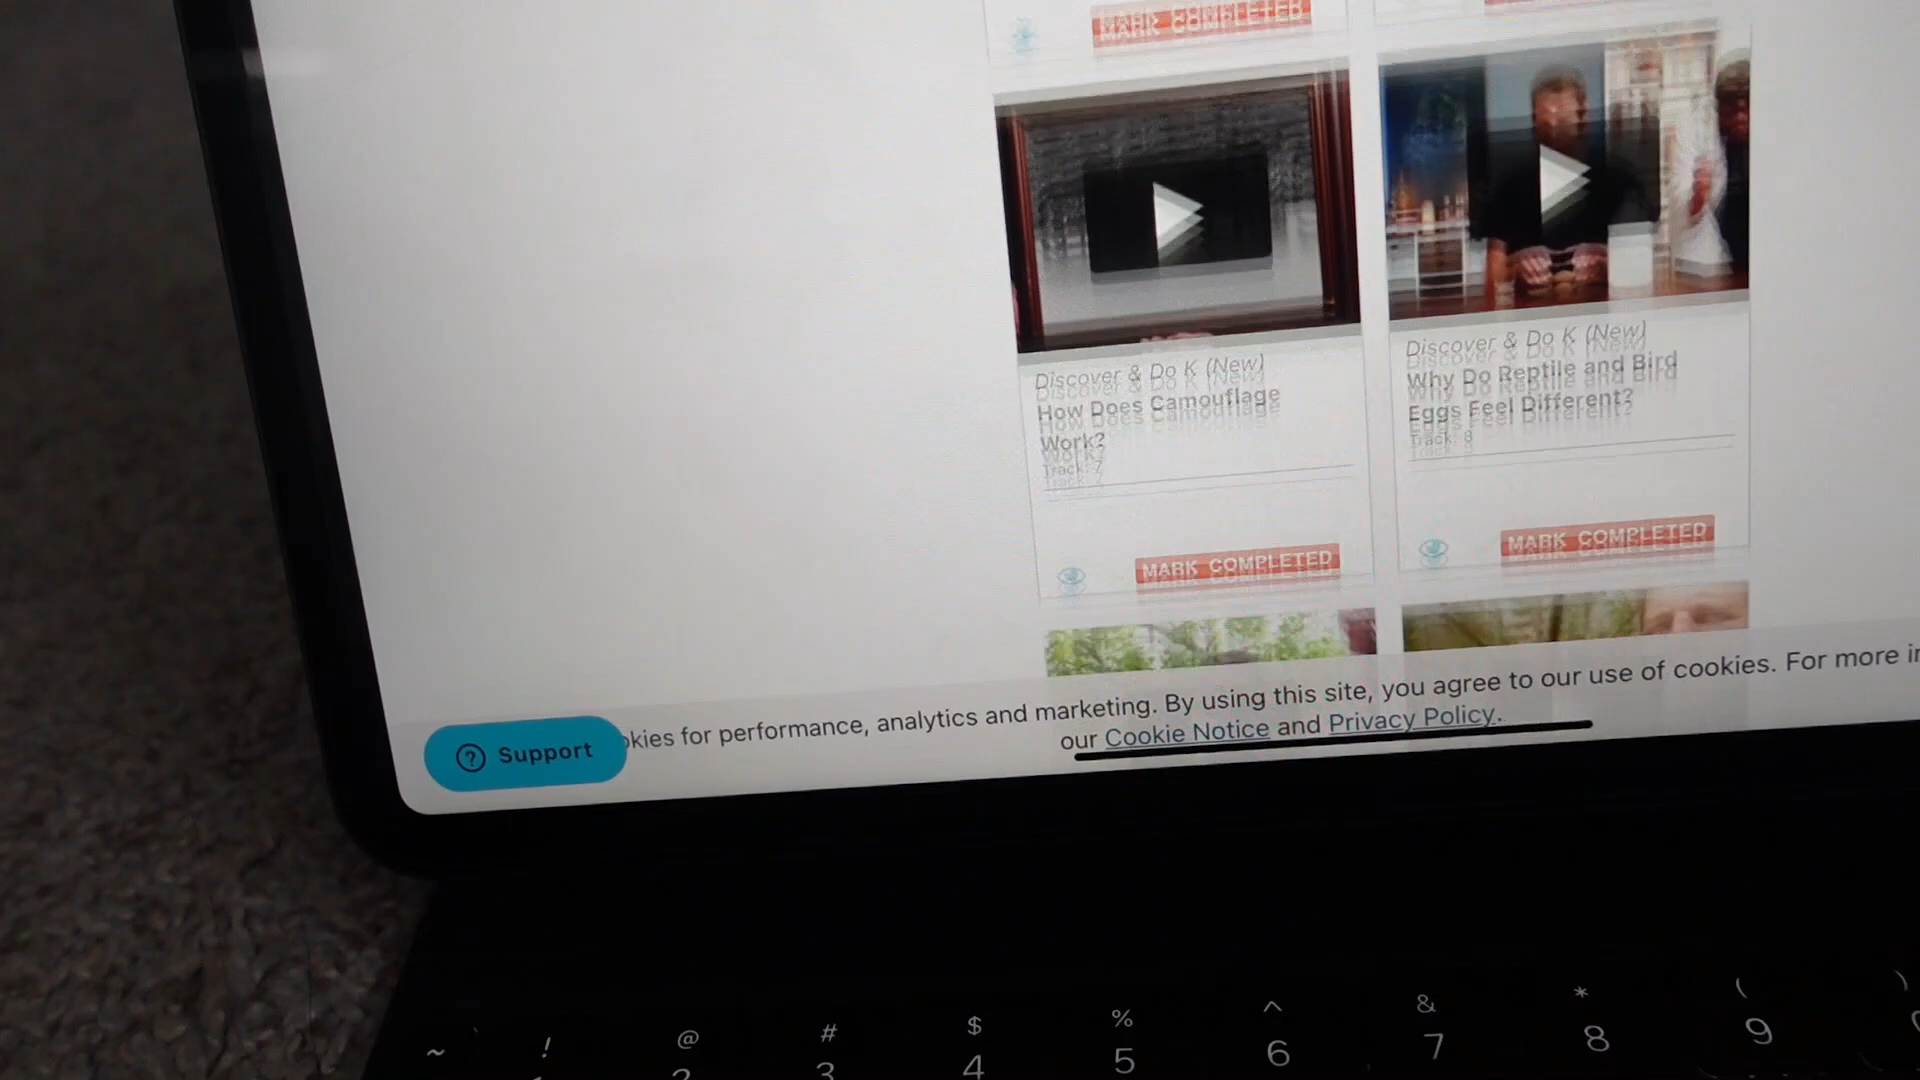 MARK COMPLETED
Discover & Do K (New)
How Does Camouflage
Work?
Track: 7
MARK COMPLETED
Discover & Do K (New)
Why Do Reptile and Bird
Eggs Feel Different?
Track: 8
MARK COMPLETED
Support
for performance, analytics and marketing. By using this site, you agree to our use of cookies. For more
our Cookie Notice and Privacy Policy.
~ ! @ # $ % ^ & * ( )
3 4 5 6 7 8 9